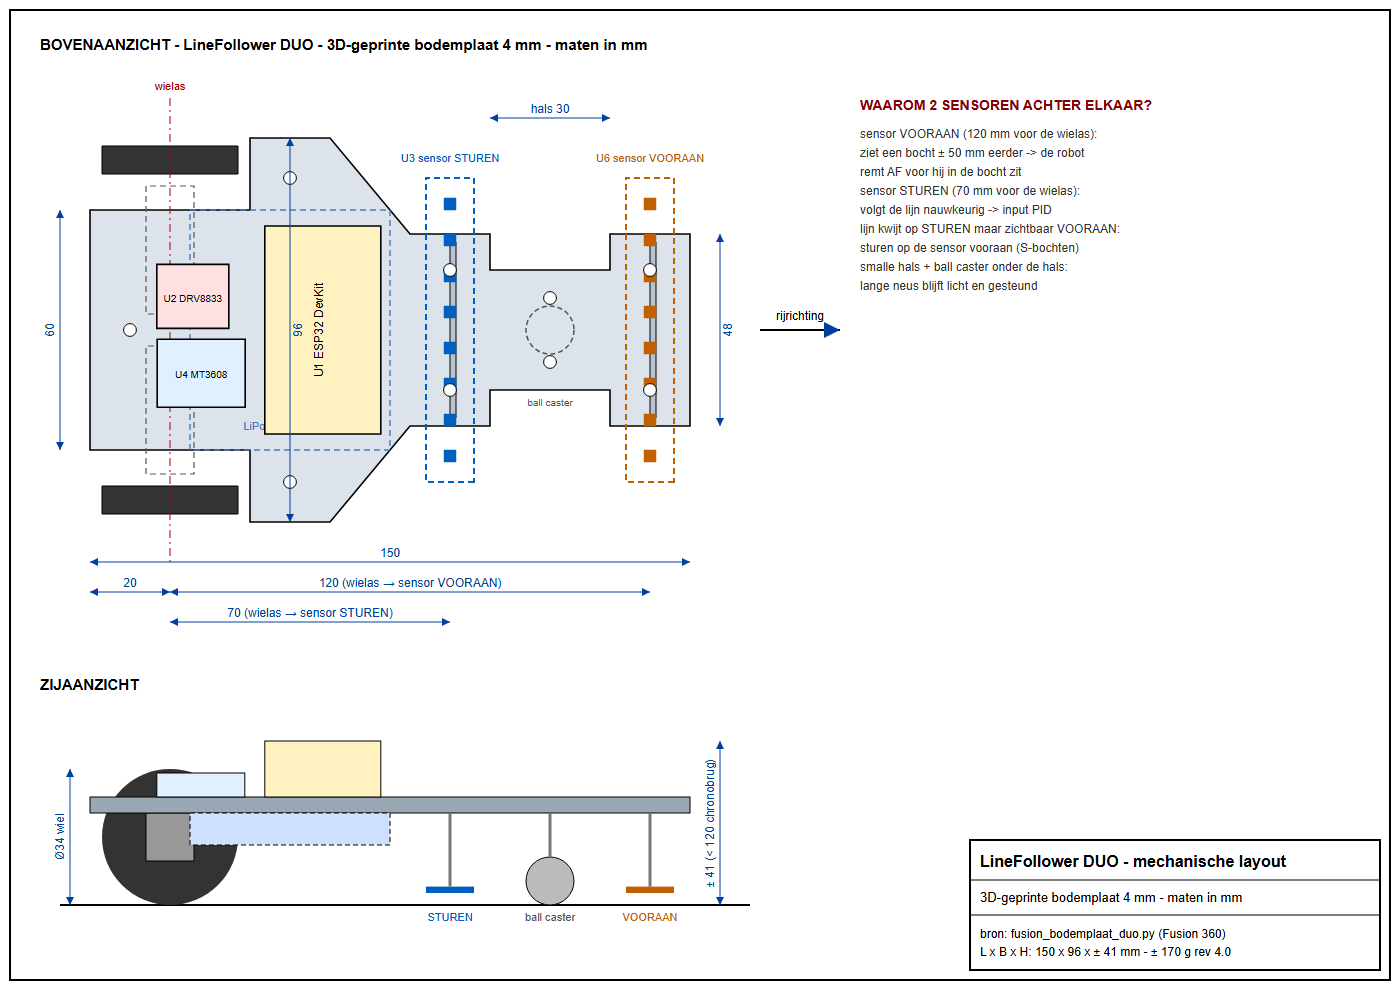 BOVENAANZICHT - LineFollower DUO - 3D-geprinte bodemplaat 4 mm - maten in mm
wielas
hals 30
U3 sensor STUREN
U6 sensor VOORAAN
WAAROM 2 SENSOREN ACHTER ELKAAR?
sensor VOORAAN (120 mm voor de wielas):
ziet een bocht ± 50 mm eerder -> de robot
remt AF voor hij in de bocht zit
sensor STUREN (70 mm voor de wielas):
volgt de lijn nauwkeurig -> input PID
lijn kwijt op STUREN maar zichtbaar VOORAAN:
sturen op de sensor vooraan (S-bochten)
smalle hals + ball caster onder de hals:
lange neus blijft licht en gesteund
rijrichting
60
U2 DRV8833
U4 MT3608
96
U1 ESP32 DevKit
LiPo
ball caster
48
150
20
120 (wielas → sensor VOORAAN)
70 (wielas → sensor STUREN)
ZIJAANZICHT
Ø34 wiel
± 41 (< 120 chronobrug)
STUREN
ball caster
VOORAAN
LineFollower DUO - mechanische layout
3D-geprinte bodemplaat 4 mm - maten in mm
bron: fusion_bodemplaat_duo.py (Fusion 360)
L x B x H: 150 x 96 x ± 41 mm - ± 170 g rev 4.0